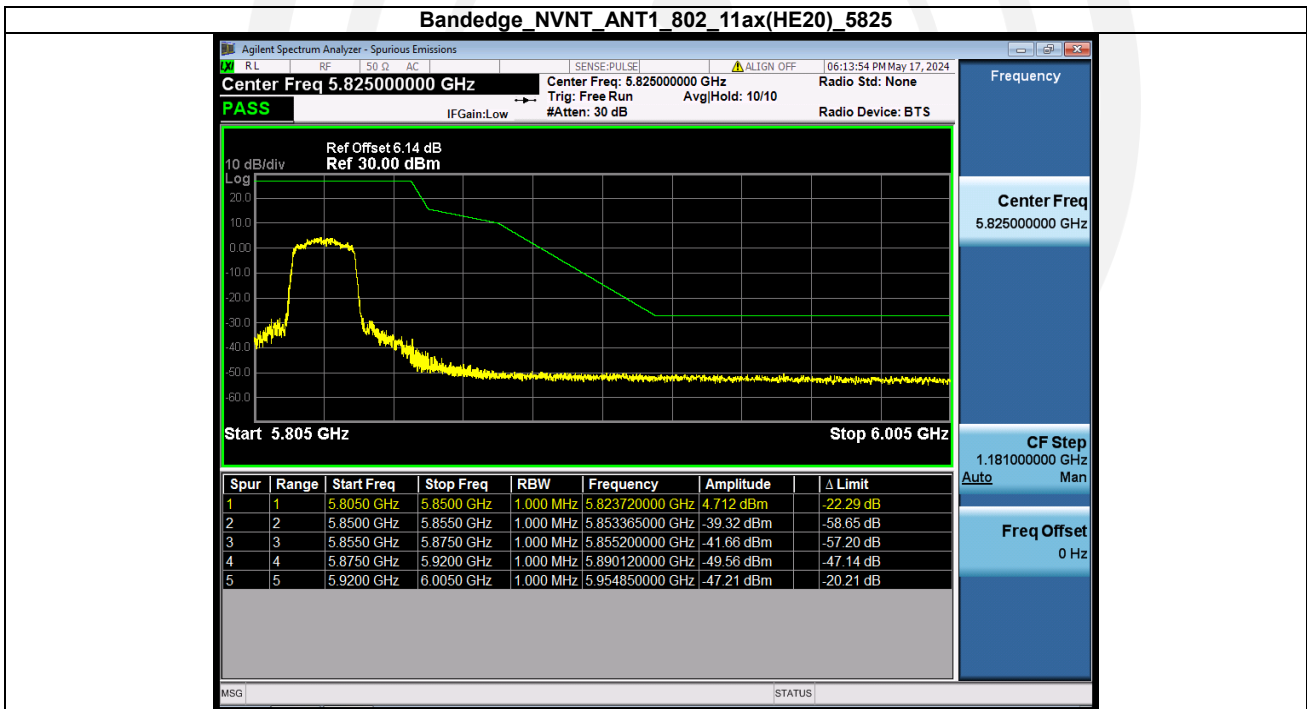 Bandedge_NVNT_ANT1_802_11ax(HE20)_5825
Agilent Spectrum Analyzer - Spurious Emissions
LXI RL RF 50 Ω AC SENSE:PULSE ALIGN OFF 06:13:54 PM May 17, 2024
Center Freq 5.825000000 GHz Center Freq: 5.825000000 GHz Radio Std: None
Trig: Free Run Avg|Hold: 10/10
PASS IFGain:Low #Atten: 30 dB Radio Device: BTS
Ref Offset 6.14 dB
10 dB/div Ref 30.00 dBm
Log
20.0
10.0
0.00
-10.0
-20.0
-30.0
-40.0
-50.0
-60.0
Start 5.805 GHz Stop 6.005 GHz
Spur Range Start Freq Stop Freq RBW Frequency Amplitude Δ Limit
1 1 5.8050 GHz 5.8500 GHz 1.000 MHz 5.823720000 GHz 4.712 dBm -22.29 dB
2 2 5.8500 GHz 5.8550 GHz 1.000 MHz 5.853365000 GHz -39.32 dBm -58.65 dB
3 3 5.8550 GHz 5.8750 GHz 1.000 MHz 5.855200000 GHz -41.66 dBm -57.20 dB
4 4 5.8750 GHz 5.9200 GHz 1.000 MHz 5.890120000 GHz -49.56 dBm -47.14 dB
5 5 5.9200 GHz 6.0050 GHz 1.000 MHz 5.954850000 GHz -47.21 dBm -20.21 dB
MSG STATUS
Frequency
Center Freq
5.825000000 GHz
CF Step
1.181000000 GHz
Auto Man
Freq Offset
0 Hz